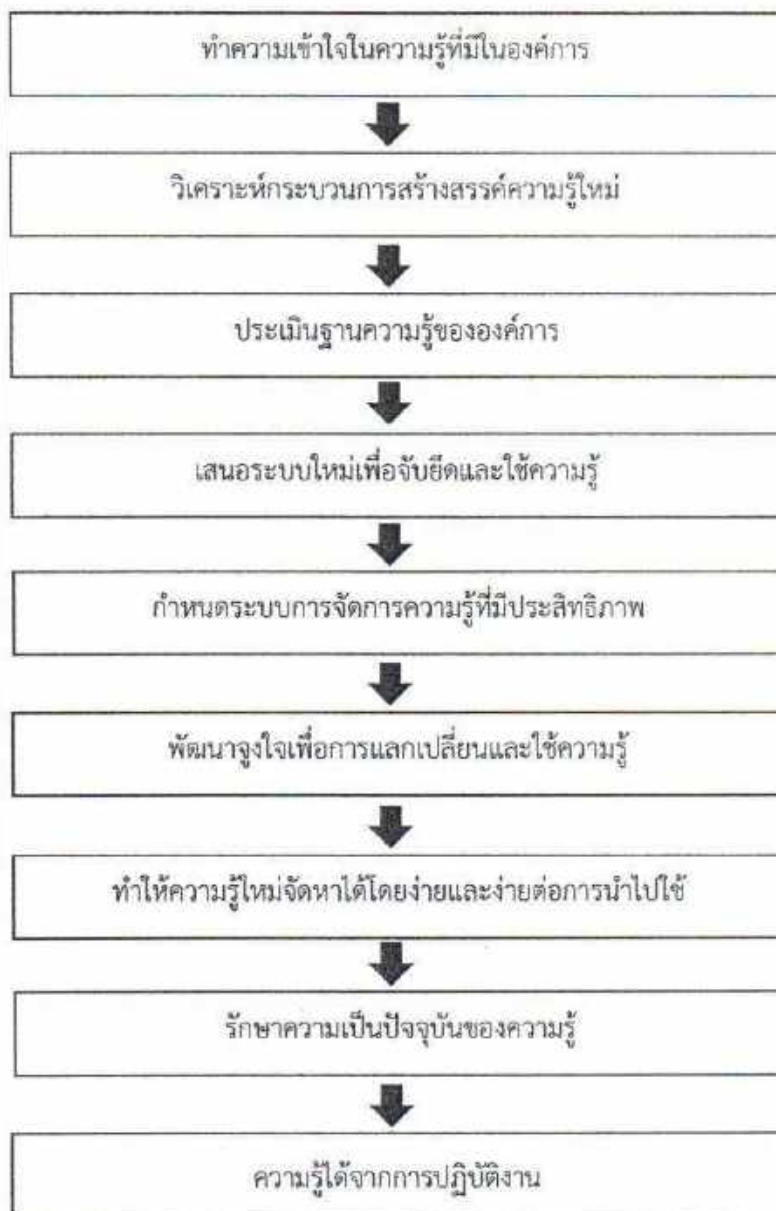 ทำความเข้าใจในความรู้ที่มีในองค์การ
วิเคราะห์กระบวนการสร้างสรรค์ความรู้ใหม่
ประเมินฐานความรู้ขององค์การ
เสนอระบบใหม่เพื่อจับยึดและใช้ความรู้
กำหนดระบบการจัดการความรู้ที่มีประสิทธิภาพ
พัฒนาจูงใจเพื่อการแลกเปลี่ยนและใช้ความรู้
ทำให้ความรู้ใหม่จัดหาได้โดยง่ายและง่ายต่อการนำไปใช้
รักษาความเป็นปัจจุบันของความรู้
ความรู้ได้จากการปฏิบัติงาน